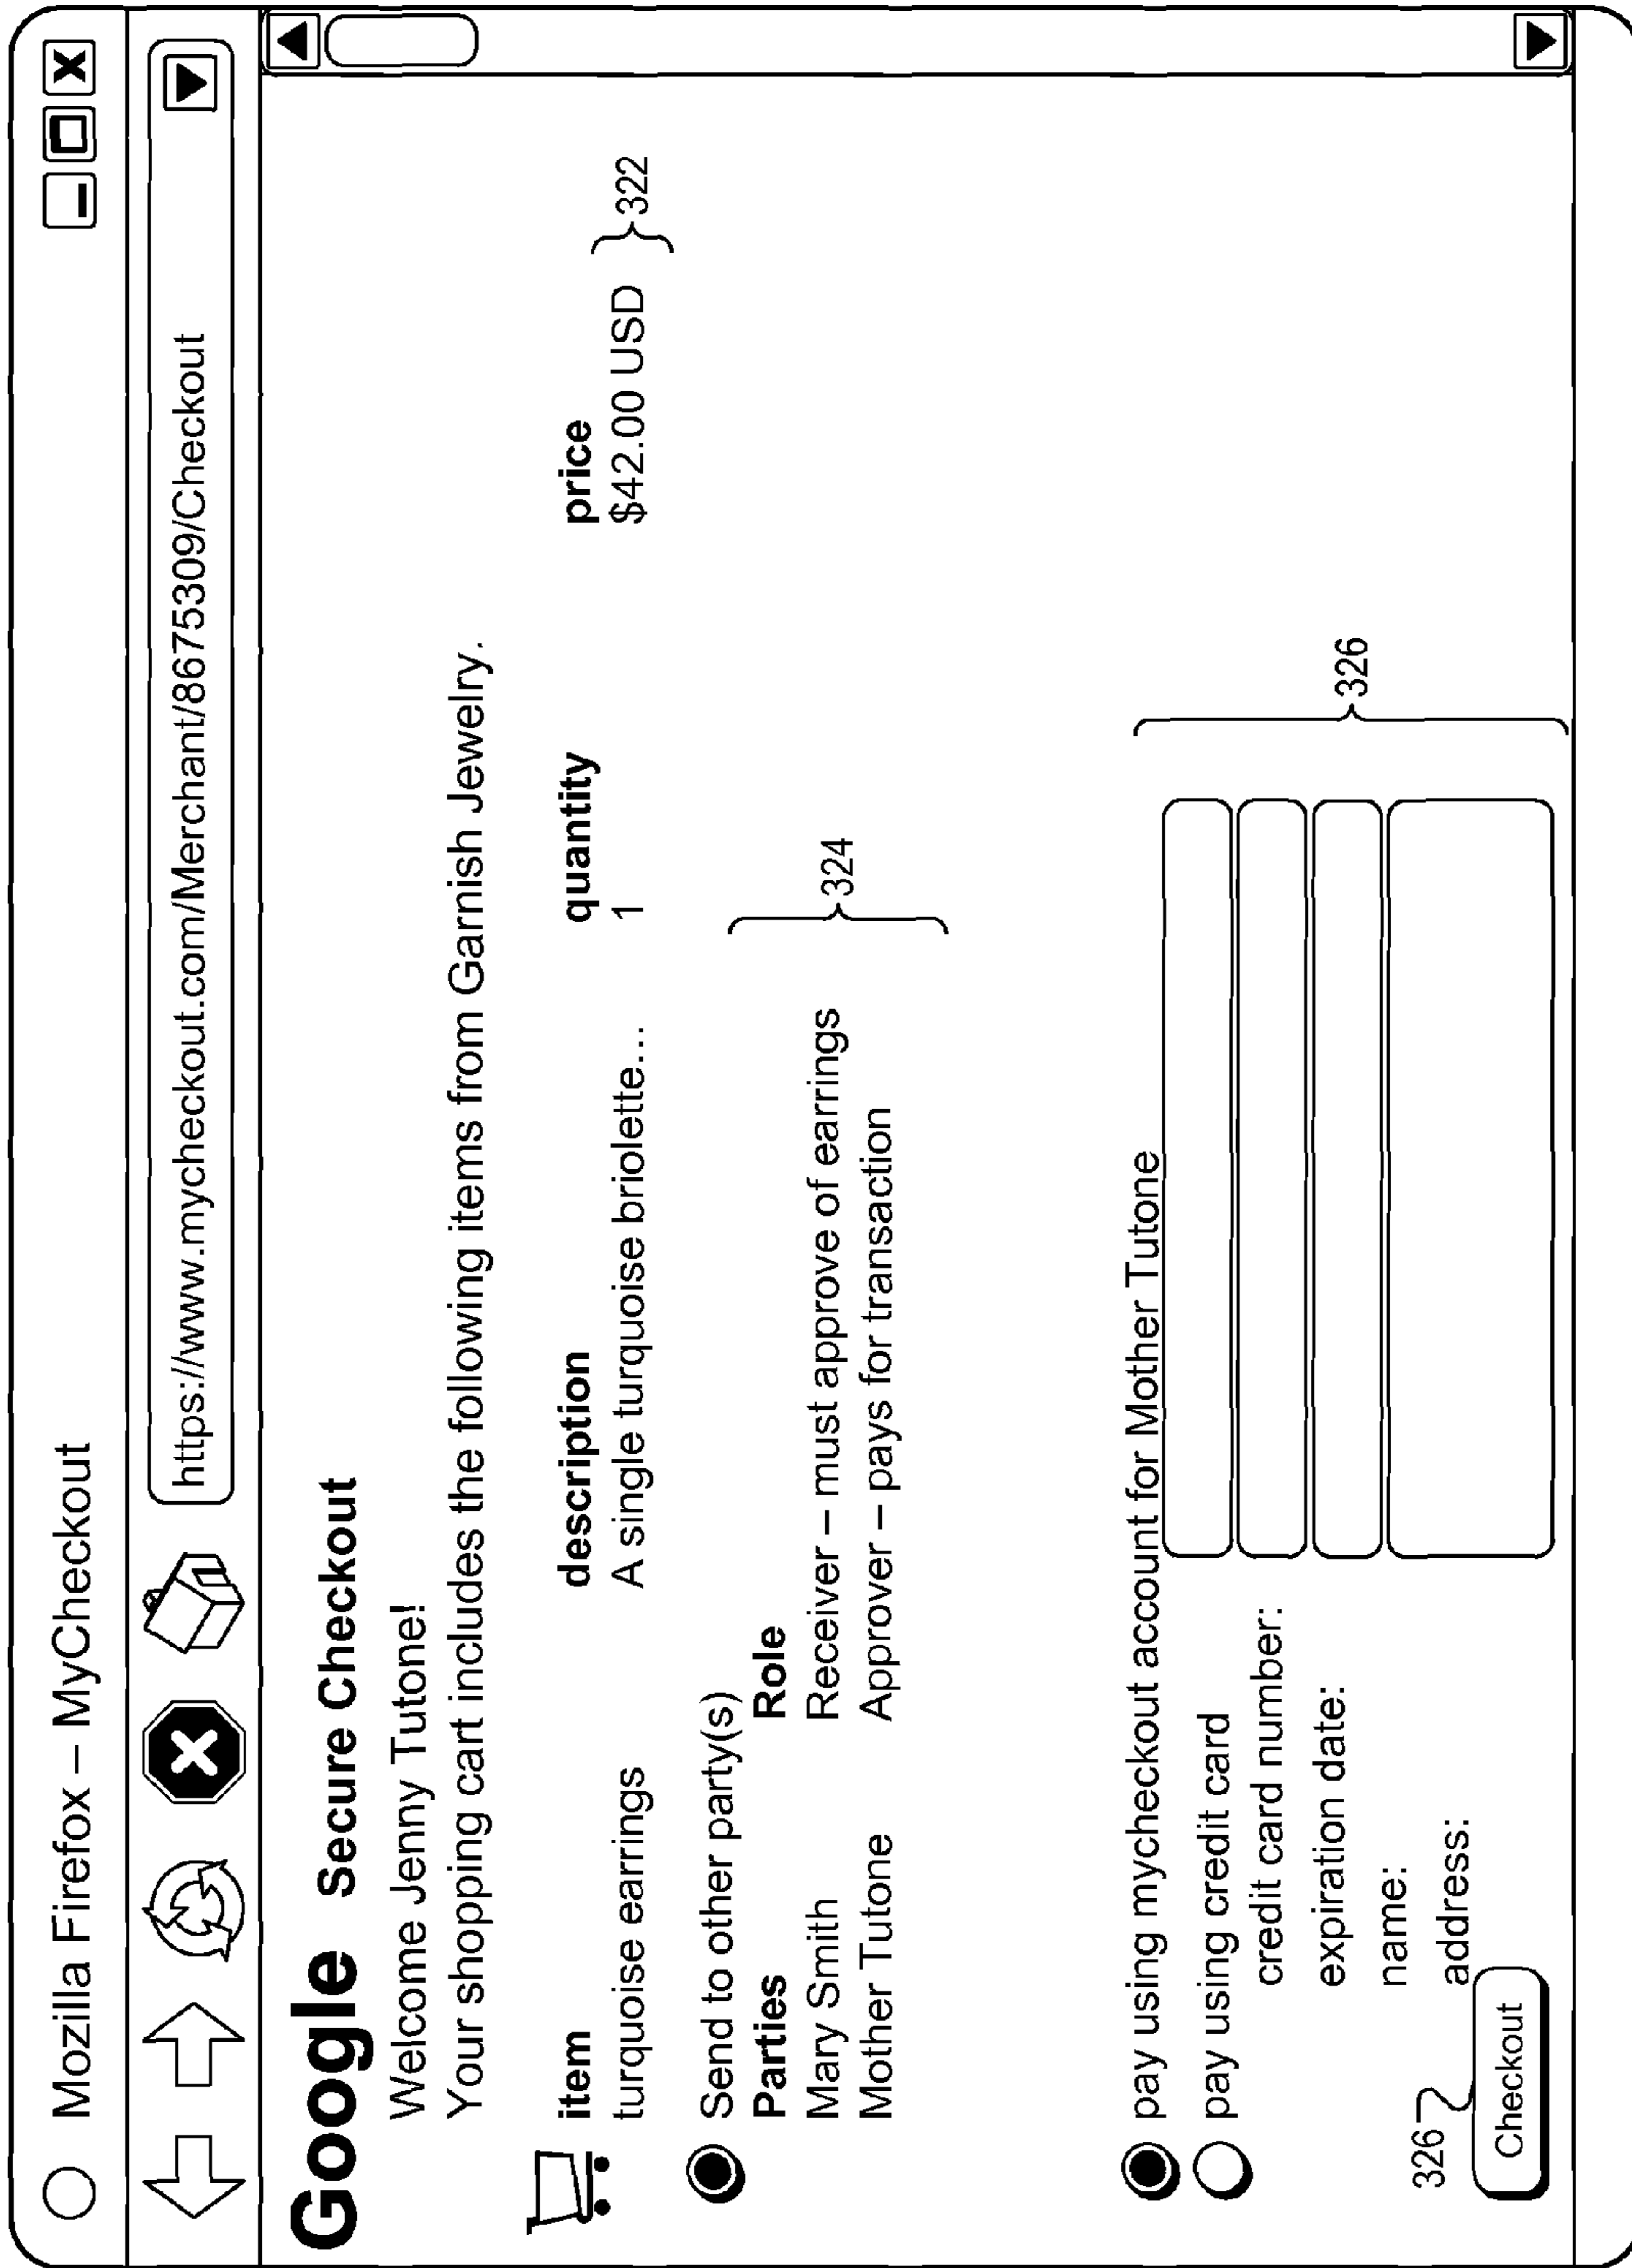 Mozilla Firefox – MyCheckout
https://www.mycheckout.com/Merchant/8675309/Checkout
Google Secure Checkout
Welcome Jenny Tutone!
Your shopping cart includes the following items from Garnish Jewelry.
item description quantity price
turquoise earrings A single turquoise briolette... 1 $42.00 USD 322
Send to other party(s)
Parties Role
Mary Smith Receiver – must approve of earrings 324
Mother Tutone Approver – pays for transaction
pay using mycheckout account for Mother Tutone
pay using credit card
credit card number:
expiration date: 326
name:
address:
326
Checkout